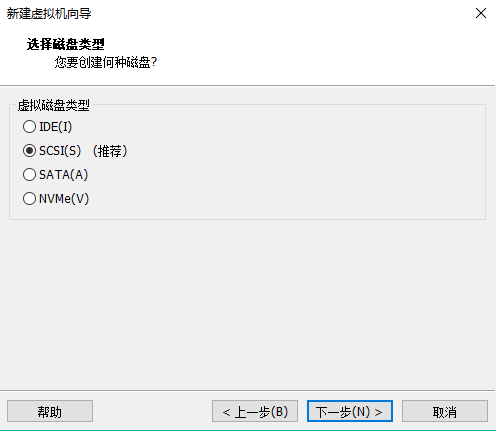 新建虚拟机向导
选择磁盘类型
您要创建何种磁盘?
虚拟磁盘类型
IDE(I)
SCSI(S) （推荐）
SATA(A)
NVMe(V)
帮助
< 上一步(B)
下一步(N) >
取消